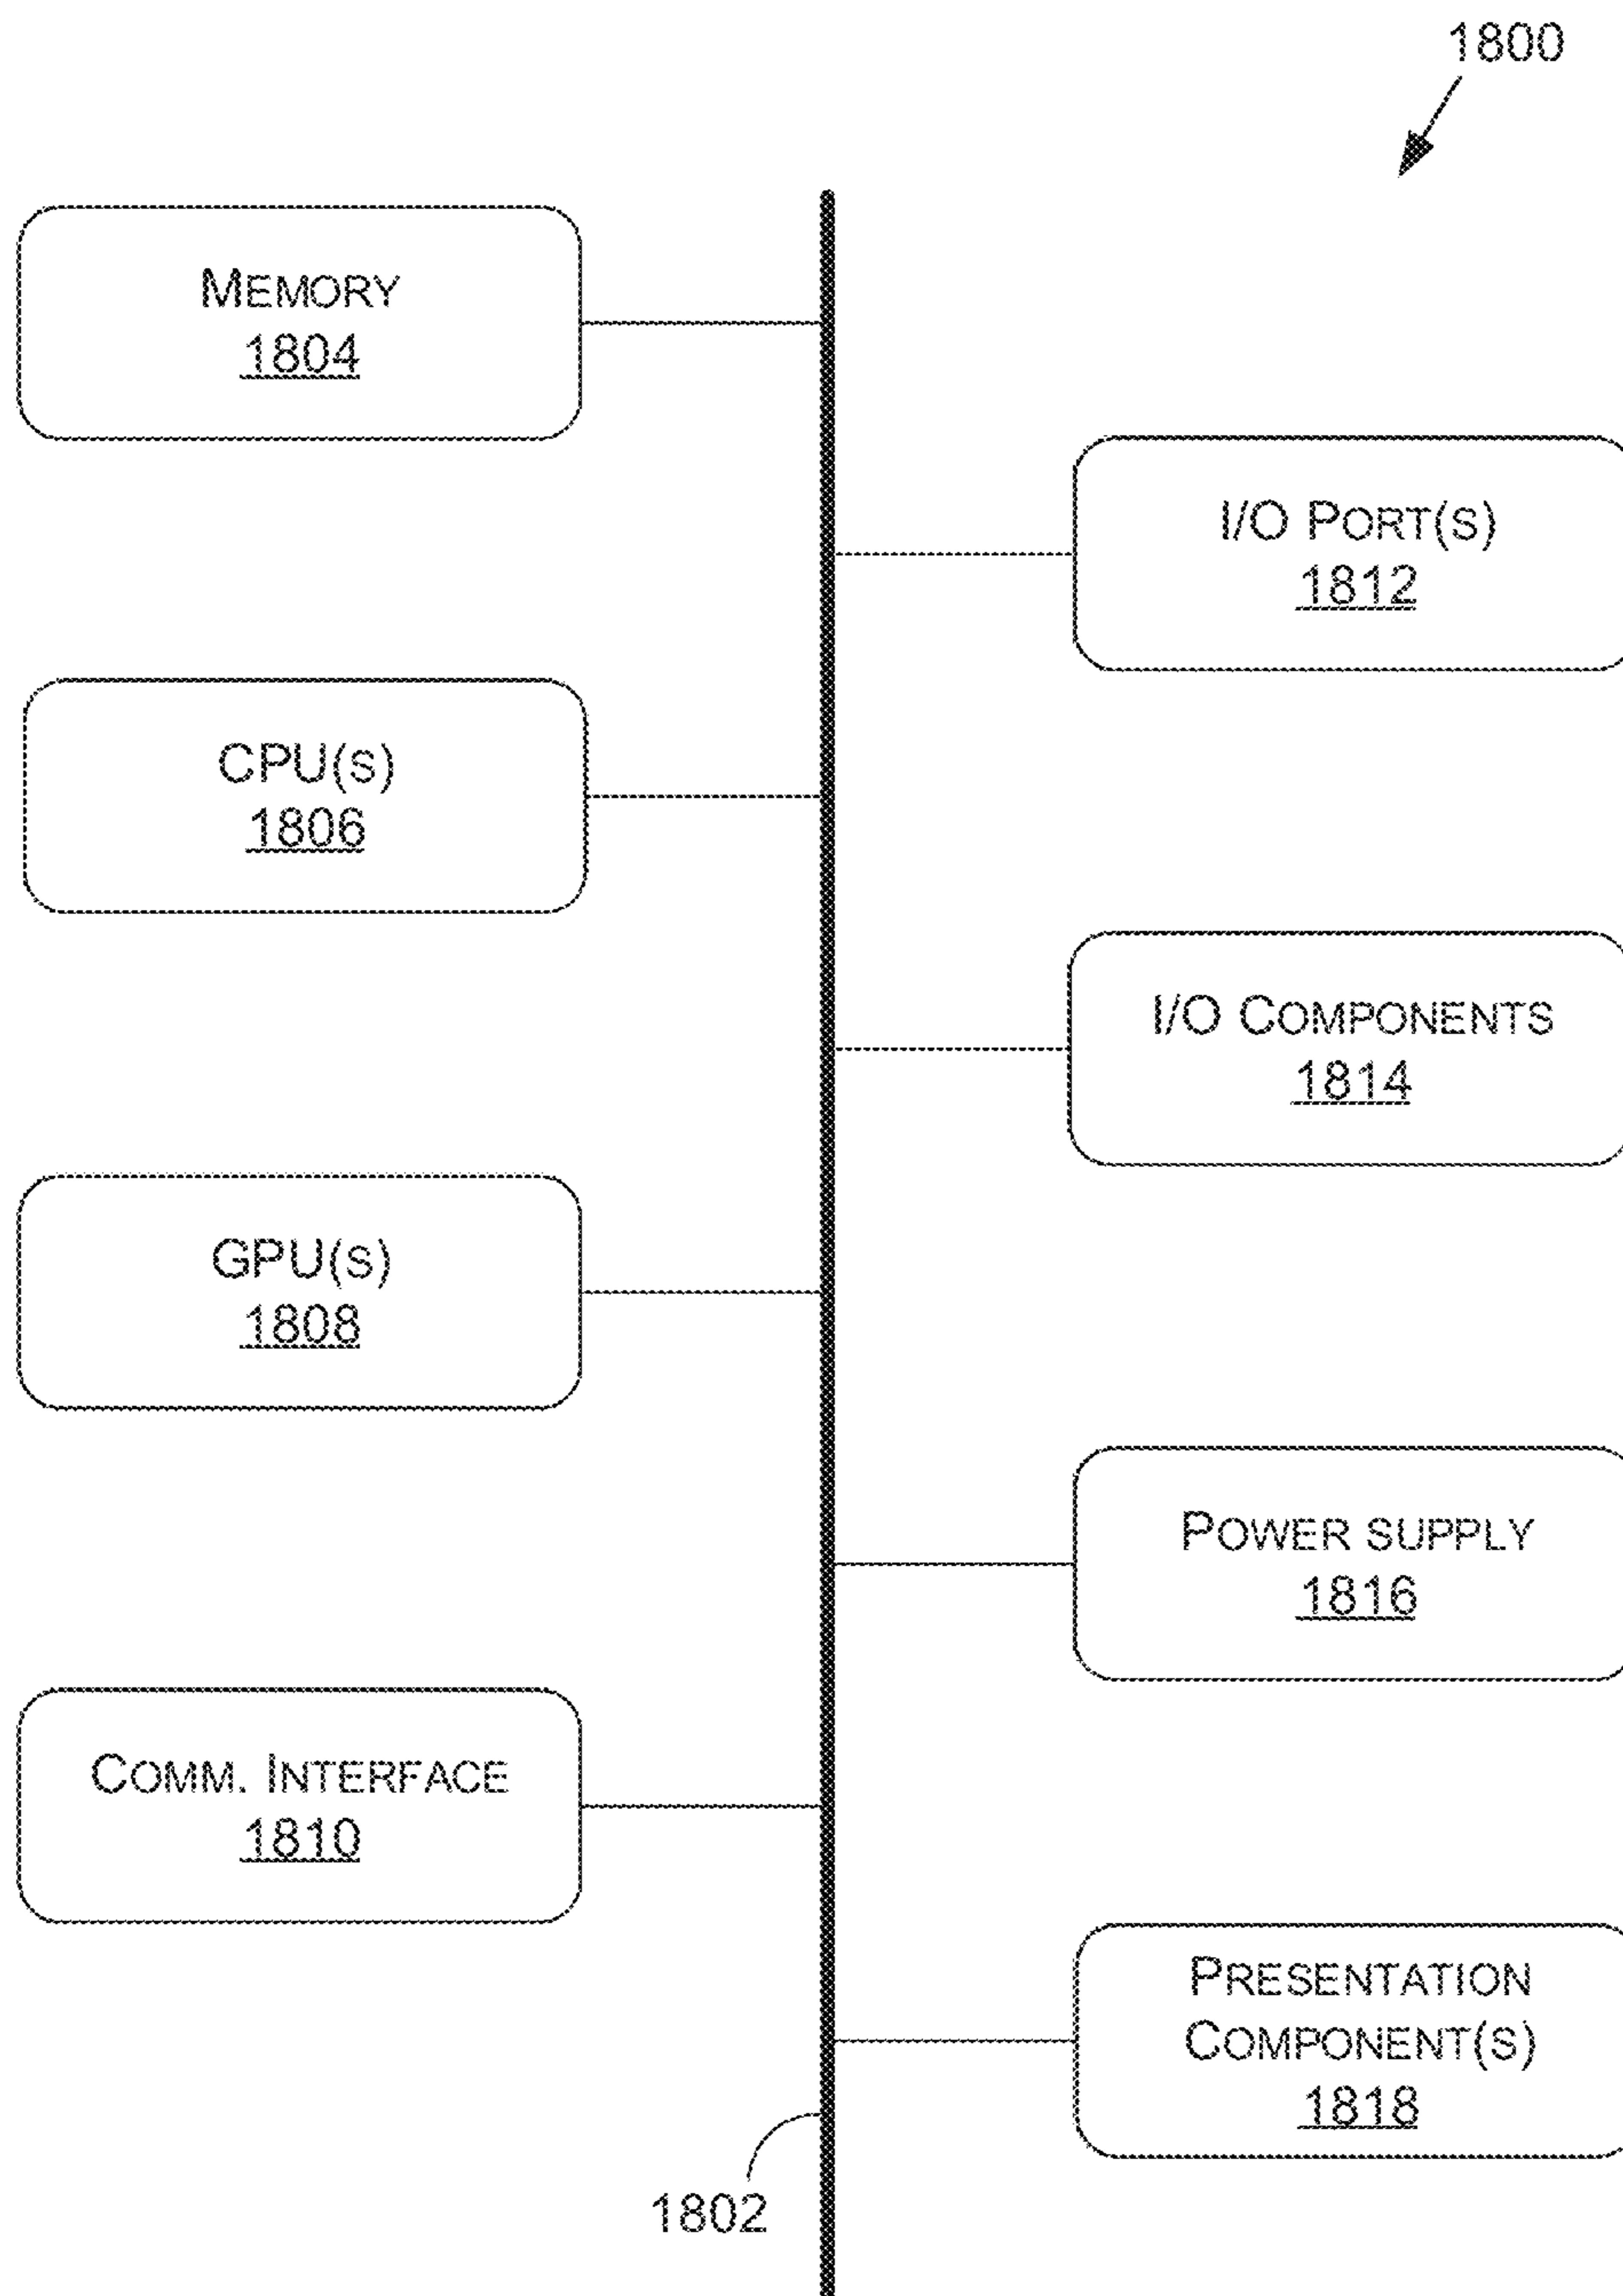 1800
MEMORY
1804
I/O PORT(S)
1812
CPU(S)
1806
I/O COMPONENTS
1814
GPU(S)
1808
POWER SUPPLY
1816
COMM. INTERFACE
1810
PRESENTATION
COMPONENT(S)
1818
1802